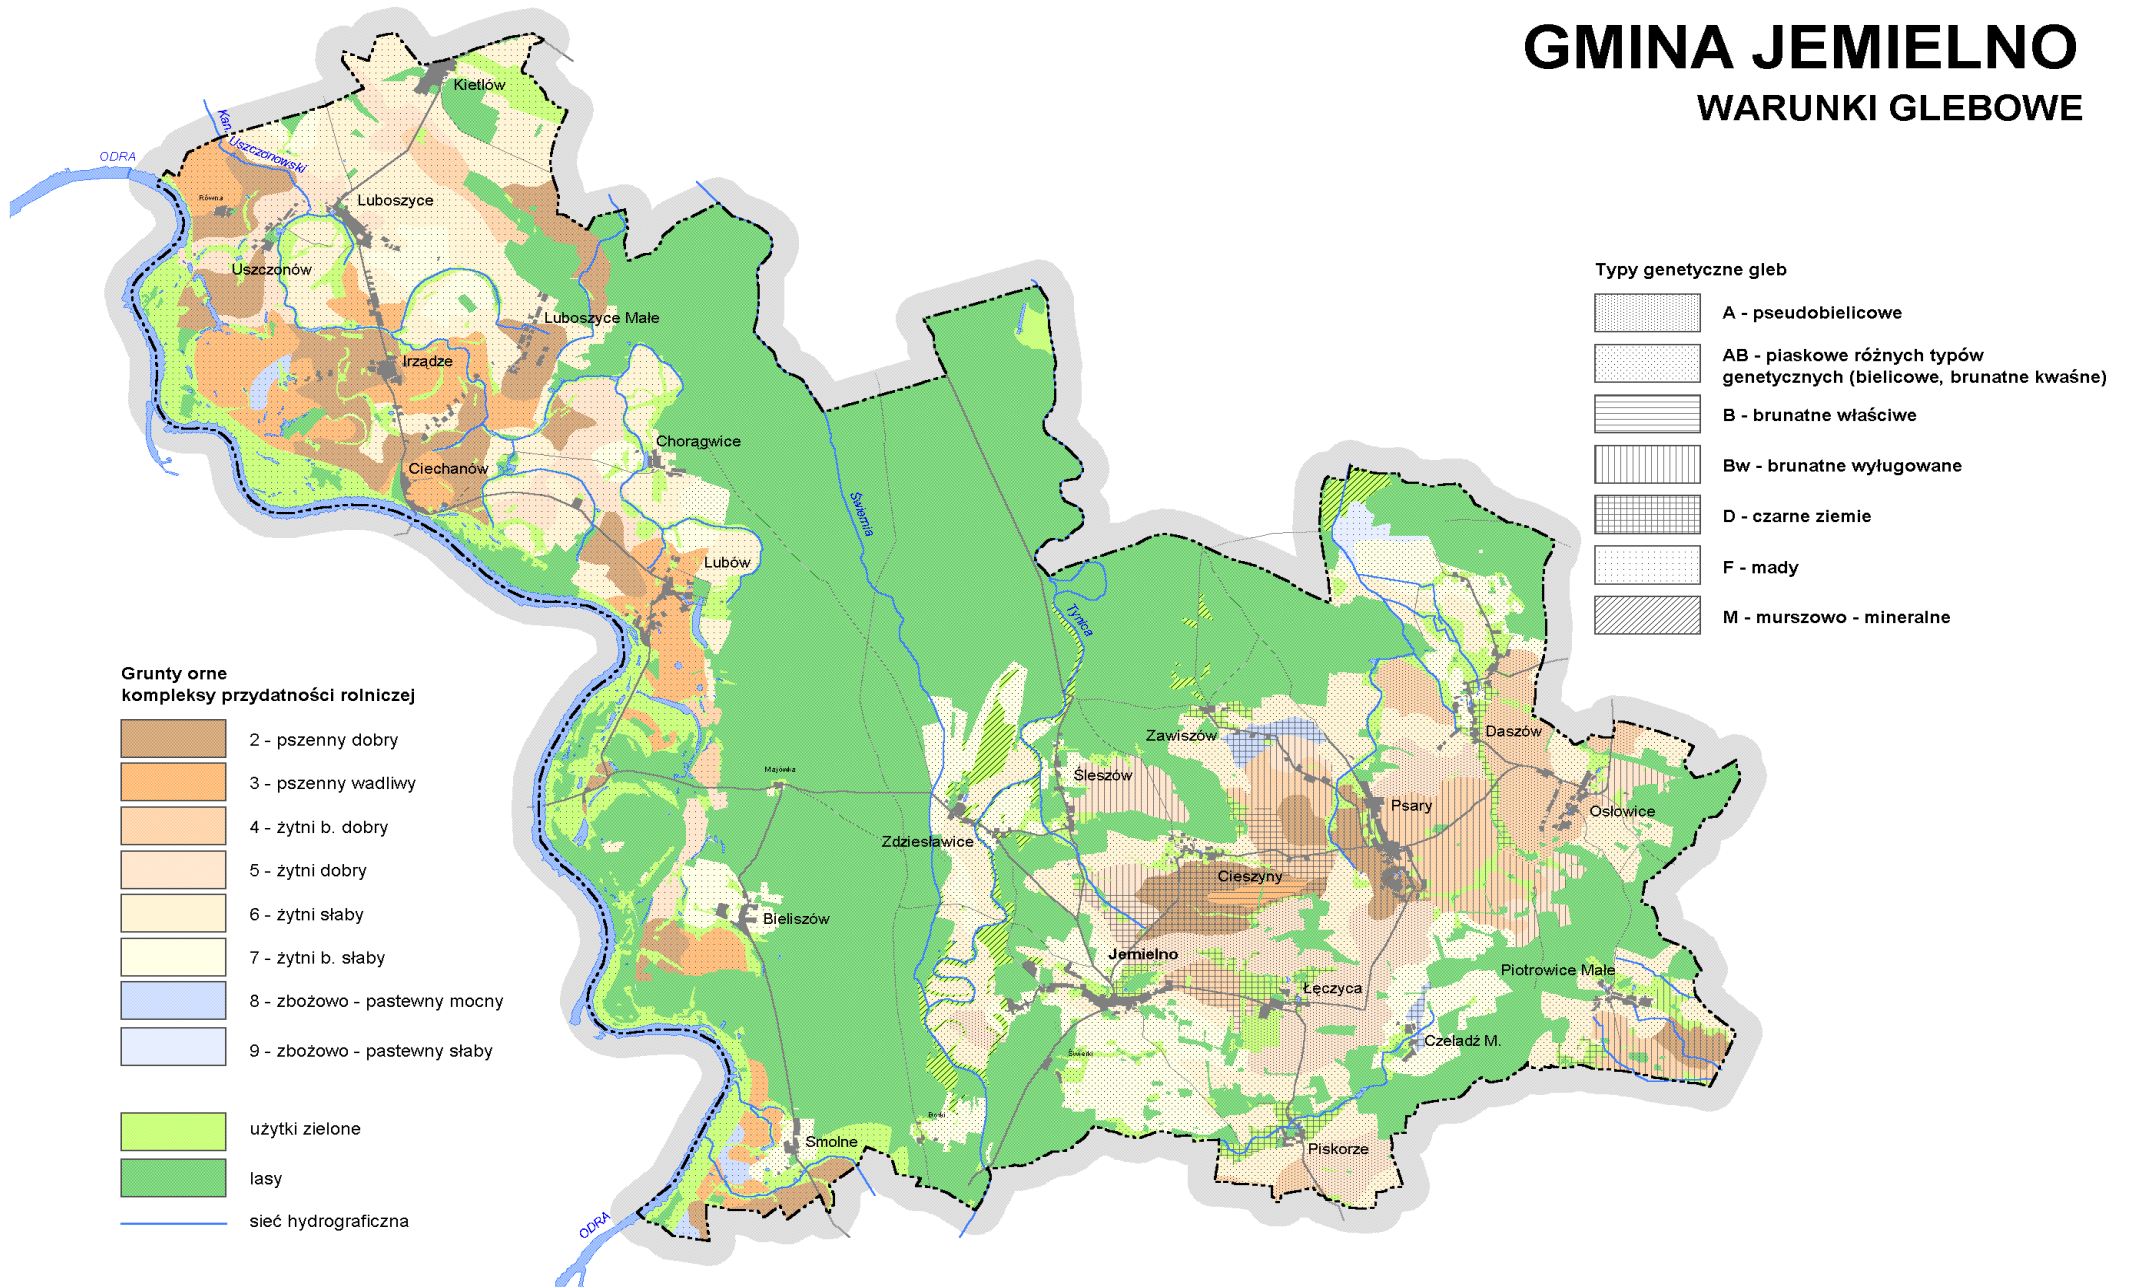 GMINA JEMIELNO
WARUNKI GLEBOWE
Kietlów
Kan. Uszczonowski
ODRA
Równa
Luboszyce
Uszczonów
Luboszyce Małe
Irządze
Chorągwice
Ciechanów
Świernia
Lubów
Tynica
Typy genetyczne gleb
A - pseudobielicowe
AB - piaskowe różnych typów
genetycznych (bielicowe, brunatne kwaśne)
B - brunatne właściwe
Bw - brunatne wyługowane
D - czarne ziemie
F - mady
M - murszowo - mineralne
Zawiszów
Daszów
Majówka
Śleszów
Psary
Osłowice
Zdziesławice
Cieszyny
Bieliszów
Jemielno
Piotrowice Małe
Łęczyca
Czeladź M.
Smolne
Piskorze
ODRA
Grunty orne
kompleksy przydatności rolniczej
2 - pszenny dobry
3 - pszenny wadliwy
4 - żytni b. dobry
5 - żytni dobry
6 - żytni słaby
7 - żytni b. słaby
8 - zbożowo - pastewny mocny
9 - zbożowo - pastewny słaby
użytki zielone
lasy
sieć hydrograficzna